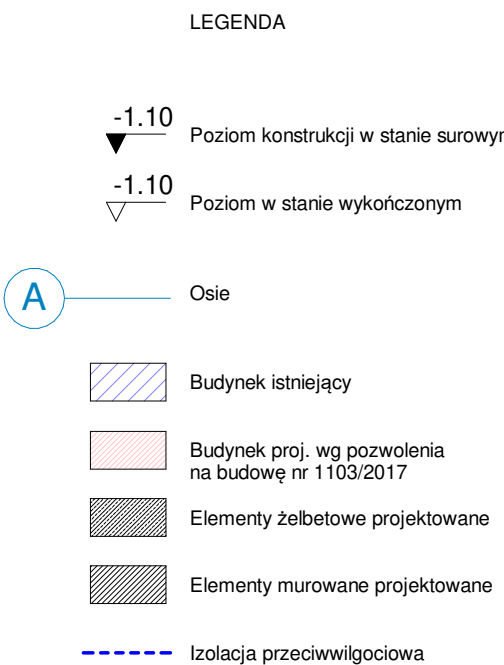 LEGENDA
-1.10
Poziom konstrukcji w stanie
-1.10
Poziom w stanie wykończonym
A
Osie
Budynek istniejący
Budynek proj. wg pozwolenia
na budowę nr 1103/2017
Elementy żelbetowe projektowane
Elementy murowane projektowane
Izolacja przeciwwilgociowa